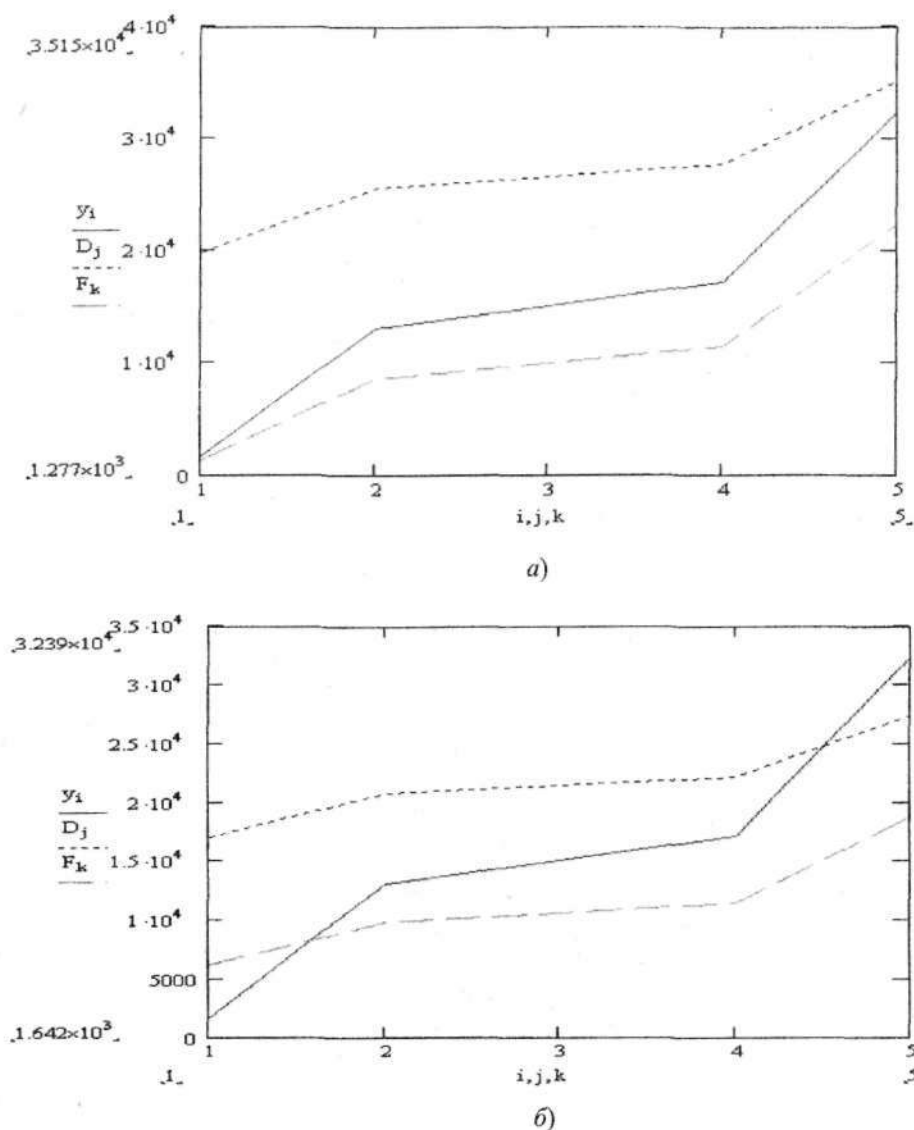 4·10⁴
3.515×10⁴
3·10⁴
yᵢ
Dⱼ
Fₖ
2·10⁴
1·10⁴
1.277×10³
0
1 2 3 4 5
1 i,j,k 5
а)
3.5·10⁴
3.239×10⁴
3·10⁴
2.5·10⁴
yᵢ
Dⱼ
Fₖ
2·10⁴
1.5·10⁴
1·10⁴
5000
1.642×10³
0
1 2 3 4 5
1 i,j,k 5
б)